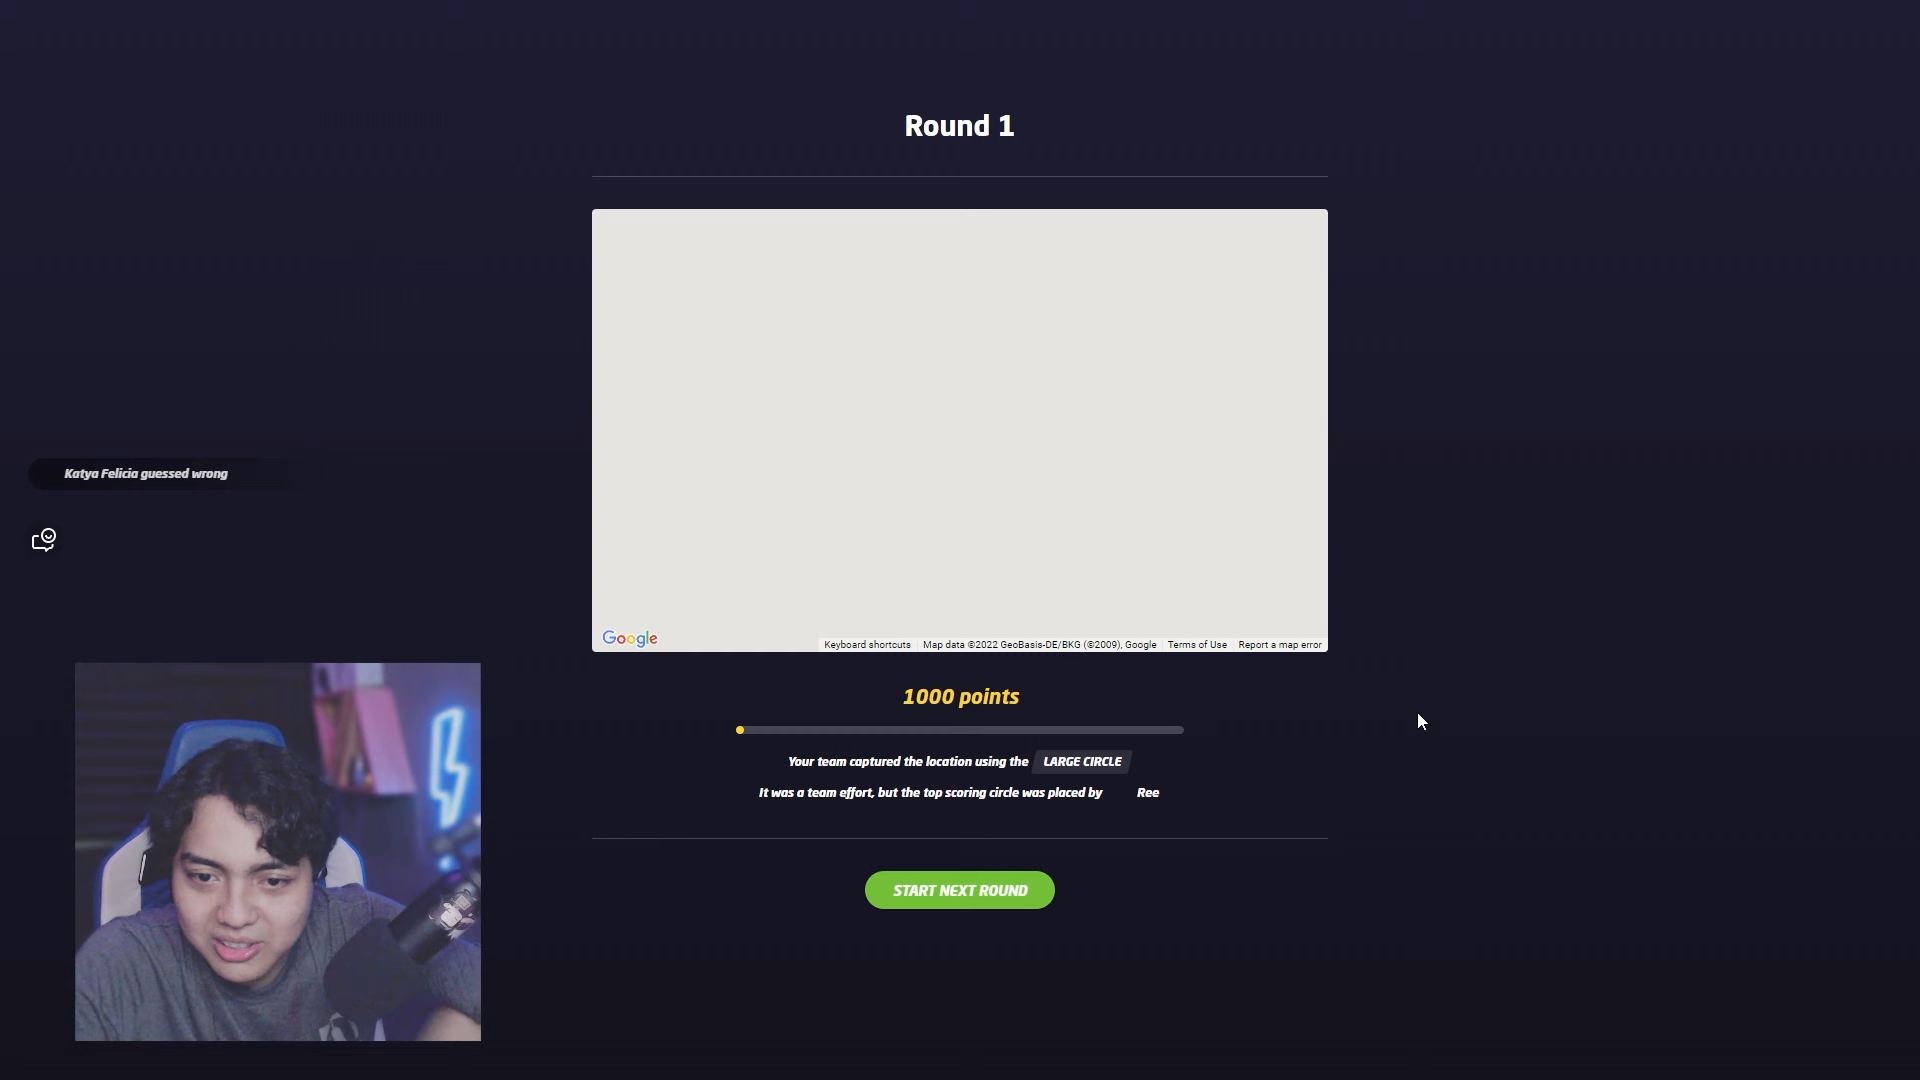 Round 1
Katya Felicia guessed wrong
Google
Keyboard shortcuts Map data ©2022 GeoBasis-DE/BKG (©2009), Google Terms of Use Report a map error
1000 points
Your team captured the location using the LARGE CIRCLE
It was a team effort, but the top scoring circle was placed by Ree
START NEXT ROUND